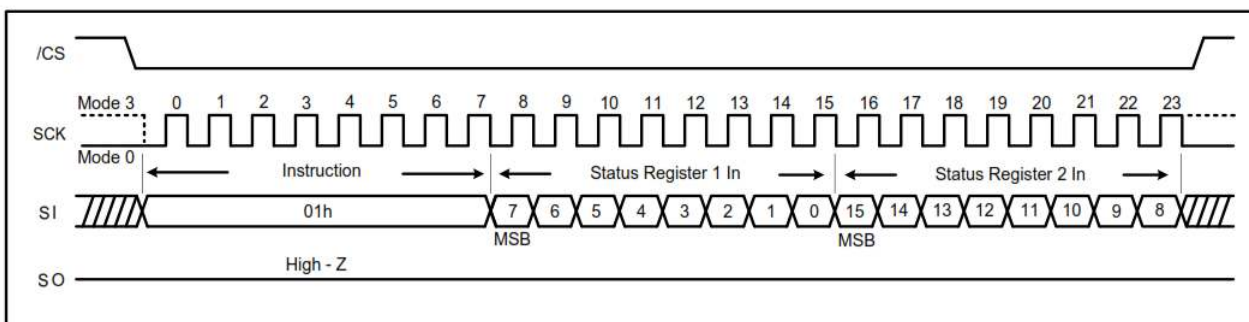 /CS
Mode 3 0 1 2 3 4 5 6 7 8 9 10 11 12 13 14 15 16 17 18 19 20 21 22 23
SCK
Mode 0
Instruction Status Register 1 In Status Register 2 In
SI 01h 7 6 5 4 3 2 1 0 15 14 13 12 11 10 9 8
MSB MSB
High - Z
SO